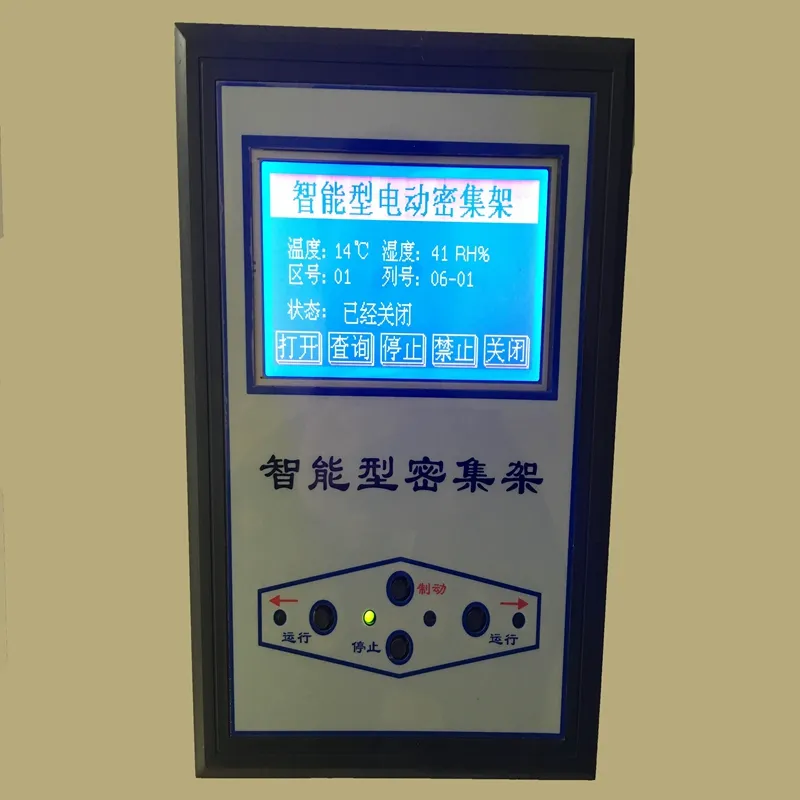 智能型电动密集架
温度: 14℃ 湿度: 41 RH%
区号: 01 列号: 06-01
状态: 已经关闭
打开 查询 停止 禁止 关闭
智能型密集架
制动
运行 停止 运行